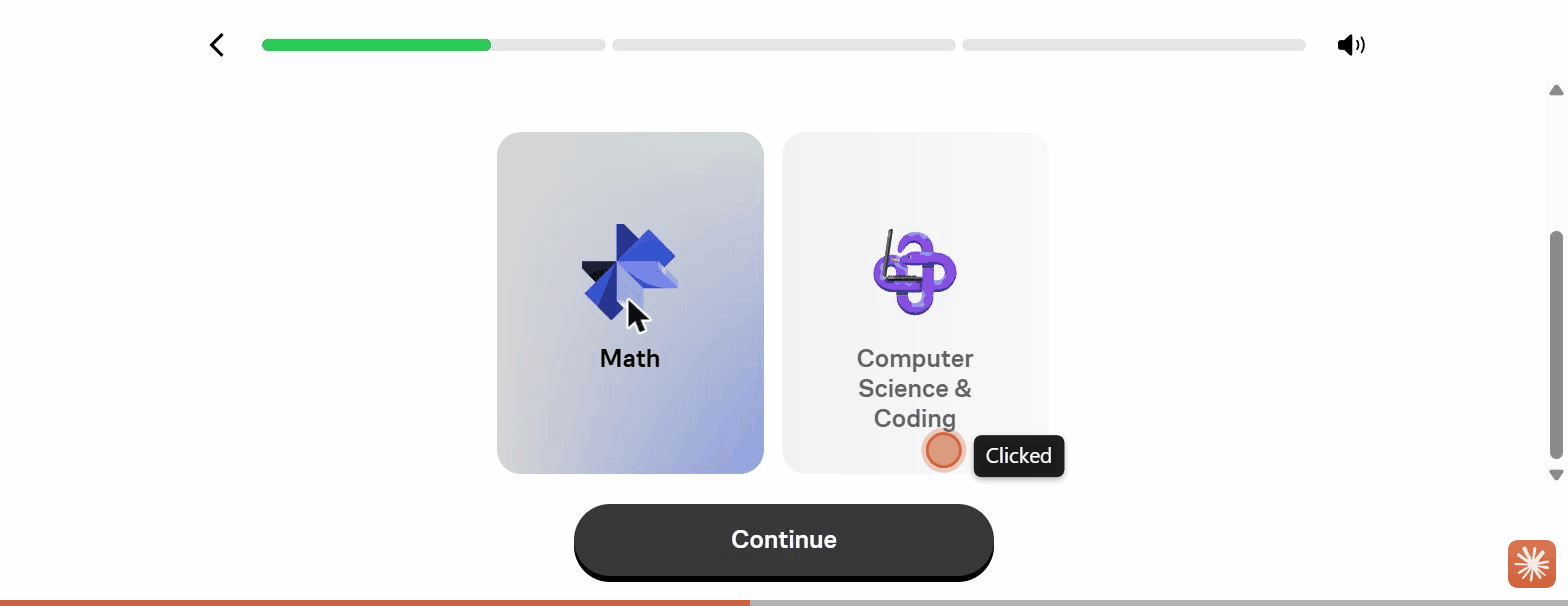 Math
Computer
Science &
Coding
Clicked
Continue